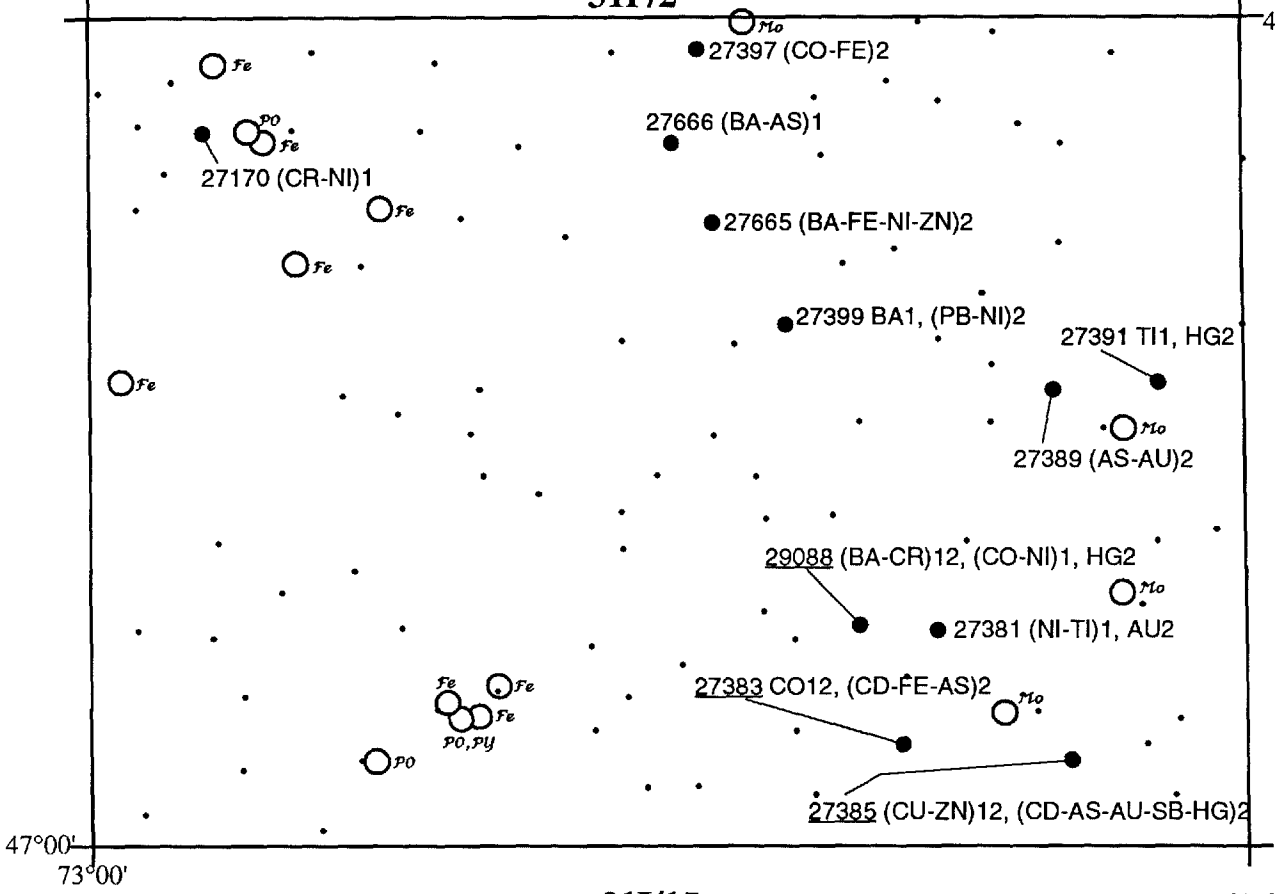 Mo
4
27397 (CO-FE)2
Fe
27666 (BA-AS)1
PO
Fe
27170 (CR-NI)1
Fe
27665 (BA-FE-NI-ZN)2
Fe
27399 BA1, (PB-NI)2
27391 TI1, HG2
Fe
Mo
27389 (AS-AU)2
29088 (BA-CR)12, (CO-NI)1, HG2
Mo
27381 (NI-TI)1, AU2
Fe
Fe
27383 CO12, (CD-FE-AS)2
Mo
Fe
PO,PY
PO
27385 (CU-ZN)12, (CD-AS-AU-SB-HG)2
47°00'
73°00'